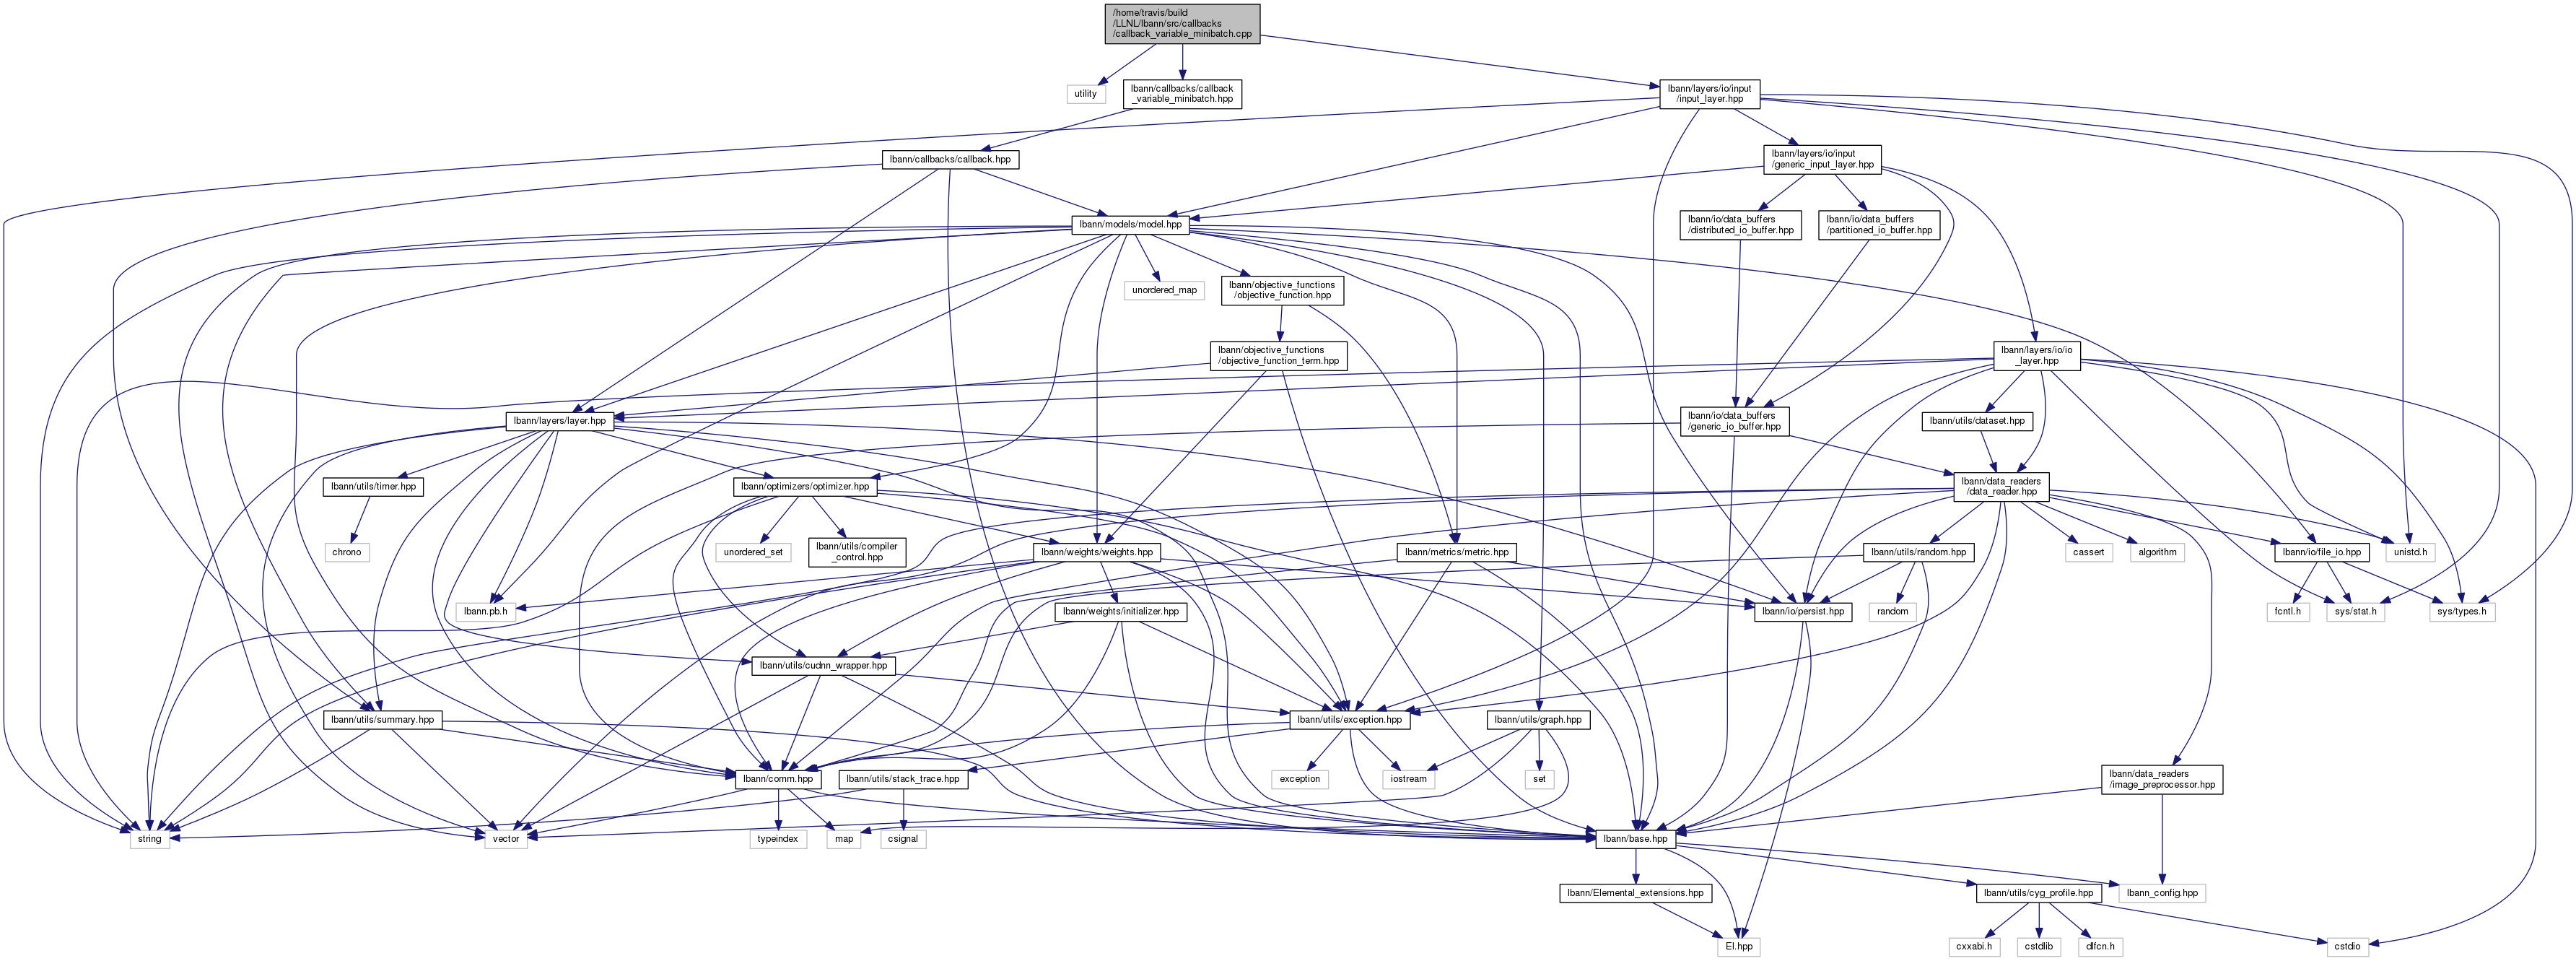 /home/travis/build
/LLNL/lbann/src/callbacks
/callback_variable_minibatch.cpp
utility
lbann/callbacks/callback
_variable_minibatch.hpp
lbann/layers/io/input
/input_layer.hpp
lbann/callbacks/callback.hpp
lbann/layers/io/input
/generic_input_layer.hpp
lbann/models/model.hpp
lbann/io/data_buffers
/distributed_io_buffer.hpp
lbann/io/data_buffers
/partitioned_io_buffer.hpp
unordered_map
lbann/objective_functions
/objective_function.hpp
lbann/objective_functions
/objective_function_term.hpp
lbann/layers/io/io
_layer.hpp
lbann/layers/layer.hpp
lbann/io/data_buffers
/generic_io_buffer.hpp
lbann/utils/dataset.hpp
lbann/utils/timer.hpp
lbann/optimizers/optimizer.hpp
lbann/data_readers
/data_reader.hpp
chrono
unordered_set
lbann/utils/compiler
_control.hpp
lbann/weights/weights.hpp
lbann/metrics/metric.hpp
lbann/utils/random.hpp
cassert
algorithm
lbann/io/file_io.hpp
unistd.h
lbann.pb.h
lbann/weights/initializer.hpp
lbann/io/persist.hpp
random
fcntl.h
sys/stat.h
sys/types.h
lbann/utils/cudnn_wrapper.hpp
lbann/utils/summary.hpp
lbann/utils/exception.hpp
lbann/utils/graph.hpp
lbann/comm.hpp
lbann/utils/stack_trace.hpp
exception
iostream
set
lbann/data_readers
/image_preprocessor.hpp
string
vector
typeindex
map
csignal
lbann/base.hpp
lbann/Elemental_extensions.hpp
lbann/utils/cyg_profile.hpp
lbann_config.hpp
El.hpp
cxxabi.h
cstdlib
dlfcn.h
cstdio